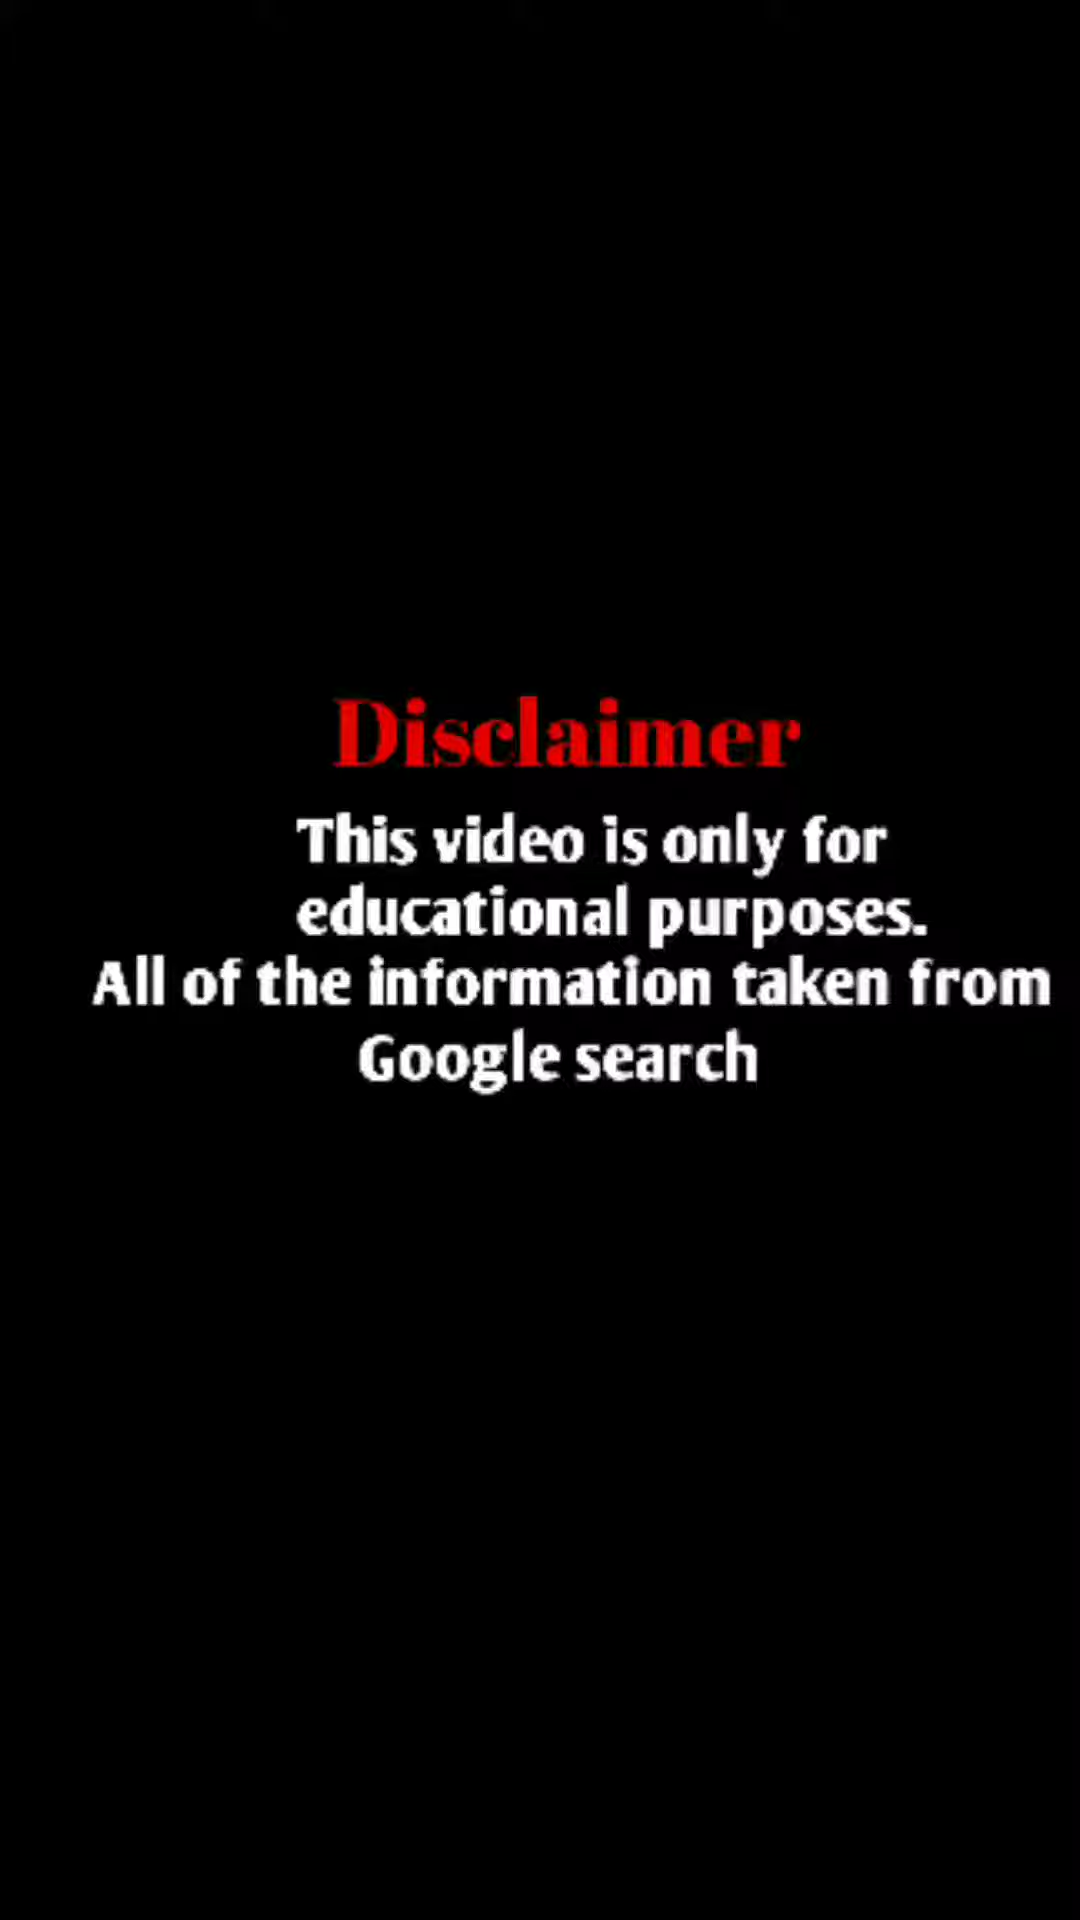 Disclaimer
This video is only for
educational purposes.
All of the information taken from
Google search